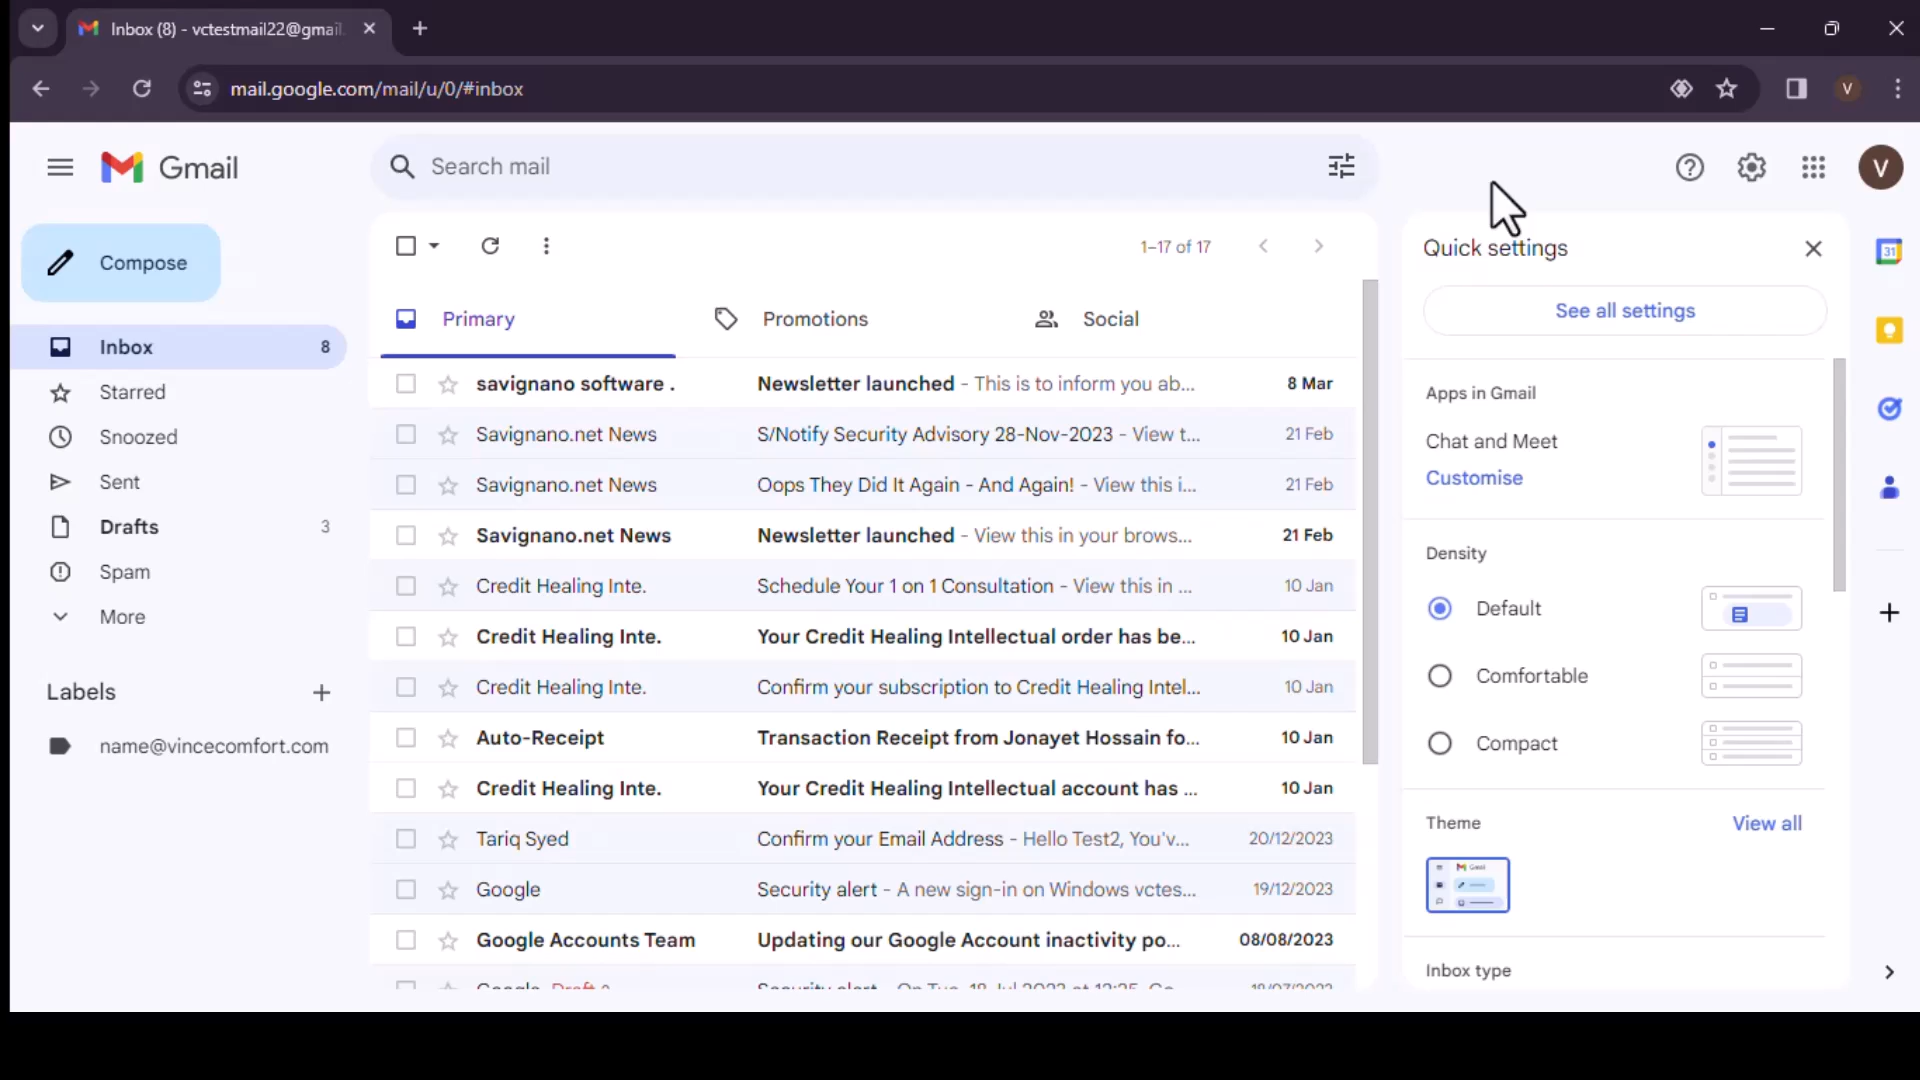 Inbox (8) - vctestmail22@gmail.
mail.google.com/mail/u/0/#inbox
V
Gmail
Search mail
V
Compose
1–17 of 17
Quick settings
See all settings
31
Primary
Promotions
Social
Inbox 8
Starred
Snoozed
Sent
Drafts 3
Spam
More
Labels
name@vincecomfort.com
savignano software . Newsletter launched - This is to inform you ab... 8 Mar
Savignano.net News S/Notify Security Advisory 28-Nov-2023 - View t... 21 Feb
Savignano.net News Oops They Did It Again - And Again! - View this i... 21 Feb
Savignano.net News Newsletter launched - View this in your brows... 21 Feb
Credit Healing Inte. Schedule Your 1 on 1 Consultation - View this in ... 10 Jan
Credit Healing Inte. Your Credit Healing Intellectual order has be... 10 Jan
Credit Healing Inte. Confirm your subscription to Credit Healing Intel... 10 Jan
Auto-Receipt Transaction Receipt from Jonayet Hossain fo... 10 Jan
Credit Healing Inte. Your Credit Healing Intellectual account has ... 10 Jan
Tariq Syed Confirm your Email Address - Hello Test2, You'v... 20/12/2023
Google Security alert - A new sign-in on Windows vctes... 19/12/2023
Google Accounts Team Updating our Google Account inactivity po... 08/08/2023
Apps in Gmail
Chat and Meet
Customise
Density
Default
Comfortable
Compact
Theme
View all
Gmail
Inbox type